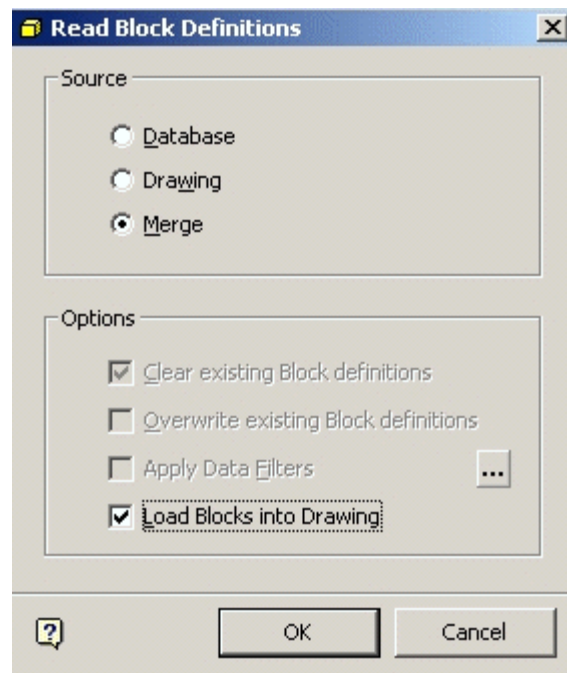 Read Block Definitions
Source
Database
Drawing
Merge
Options
Clear existing Block definitions
Overwrite existing Block definitions
Apply Data Filters
...
Load Blocks into Drawing
?
OK Cancel